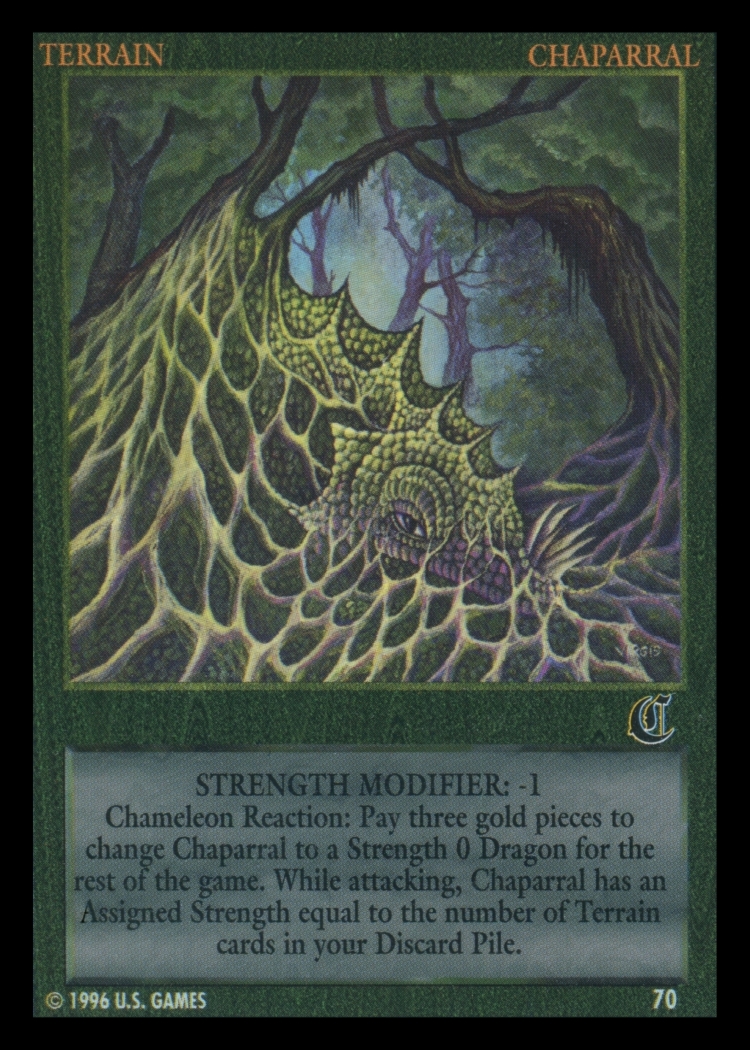 TERRAIN CHAPARRAL
VIRGIS
C
STRENGTH MODIFIER: -1
Chameleon Reaction: Pay three gold pieces to
change Chaparral to a Strength 0 Dragon for the
rest of the game. While attacking, Chaparral has an
Assigned Strength equal to the number of Terrain
cards in your Discard Pile.
© 1996 U.S. GAMES 70